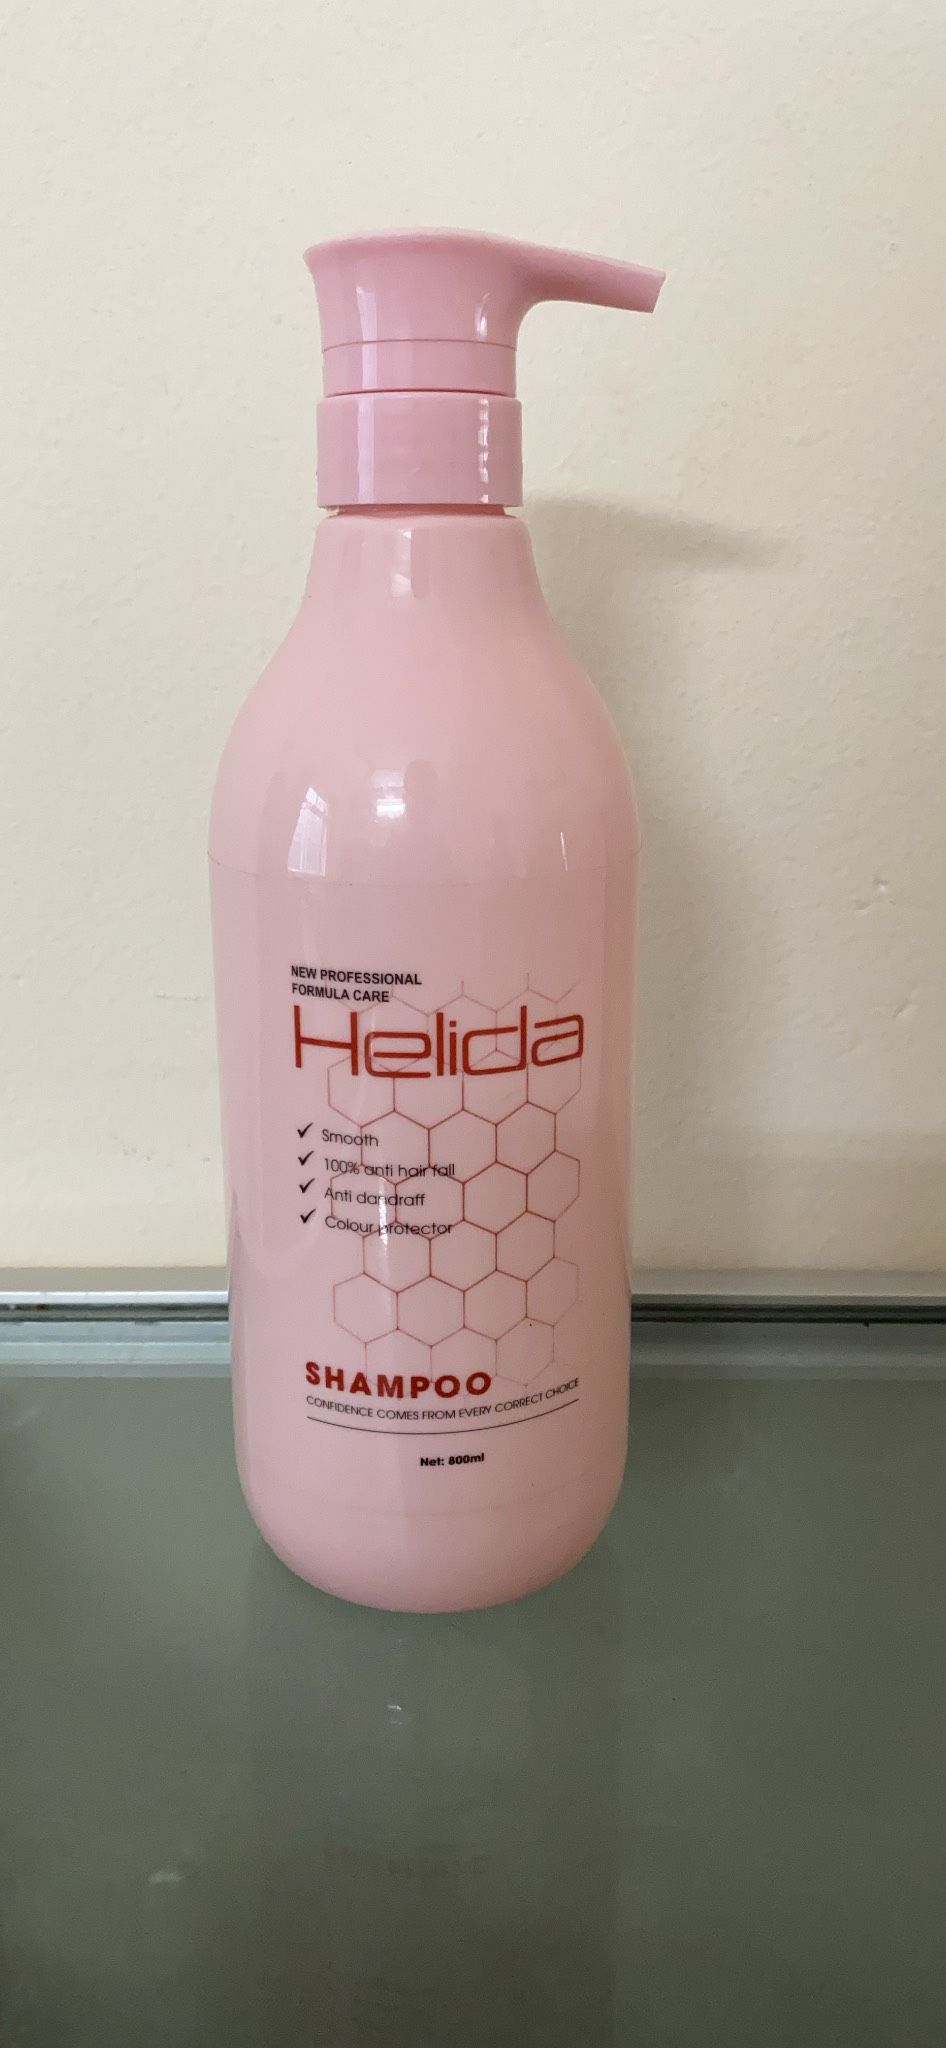 NEW PROFESSIONAL
FORMULA CARE
Helida
✓ Smooth
✓ 100% anti hair fall
✓ Anti dandraff
✓ Colour protector
SHAMPOO
CONFIDENCE COMES FROM EVERY CORRECT CHOICE
Net: 800ml